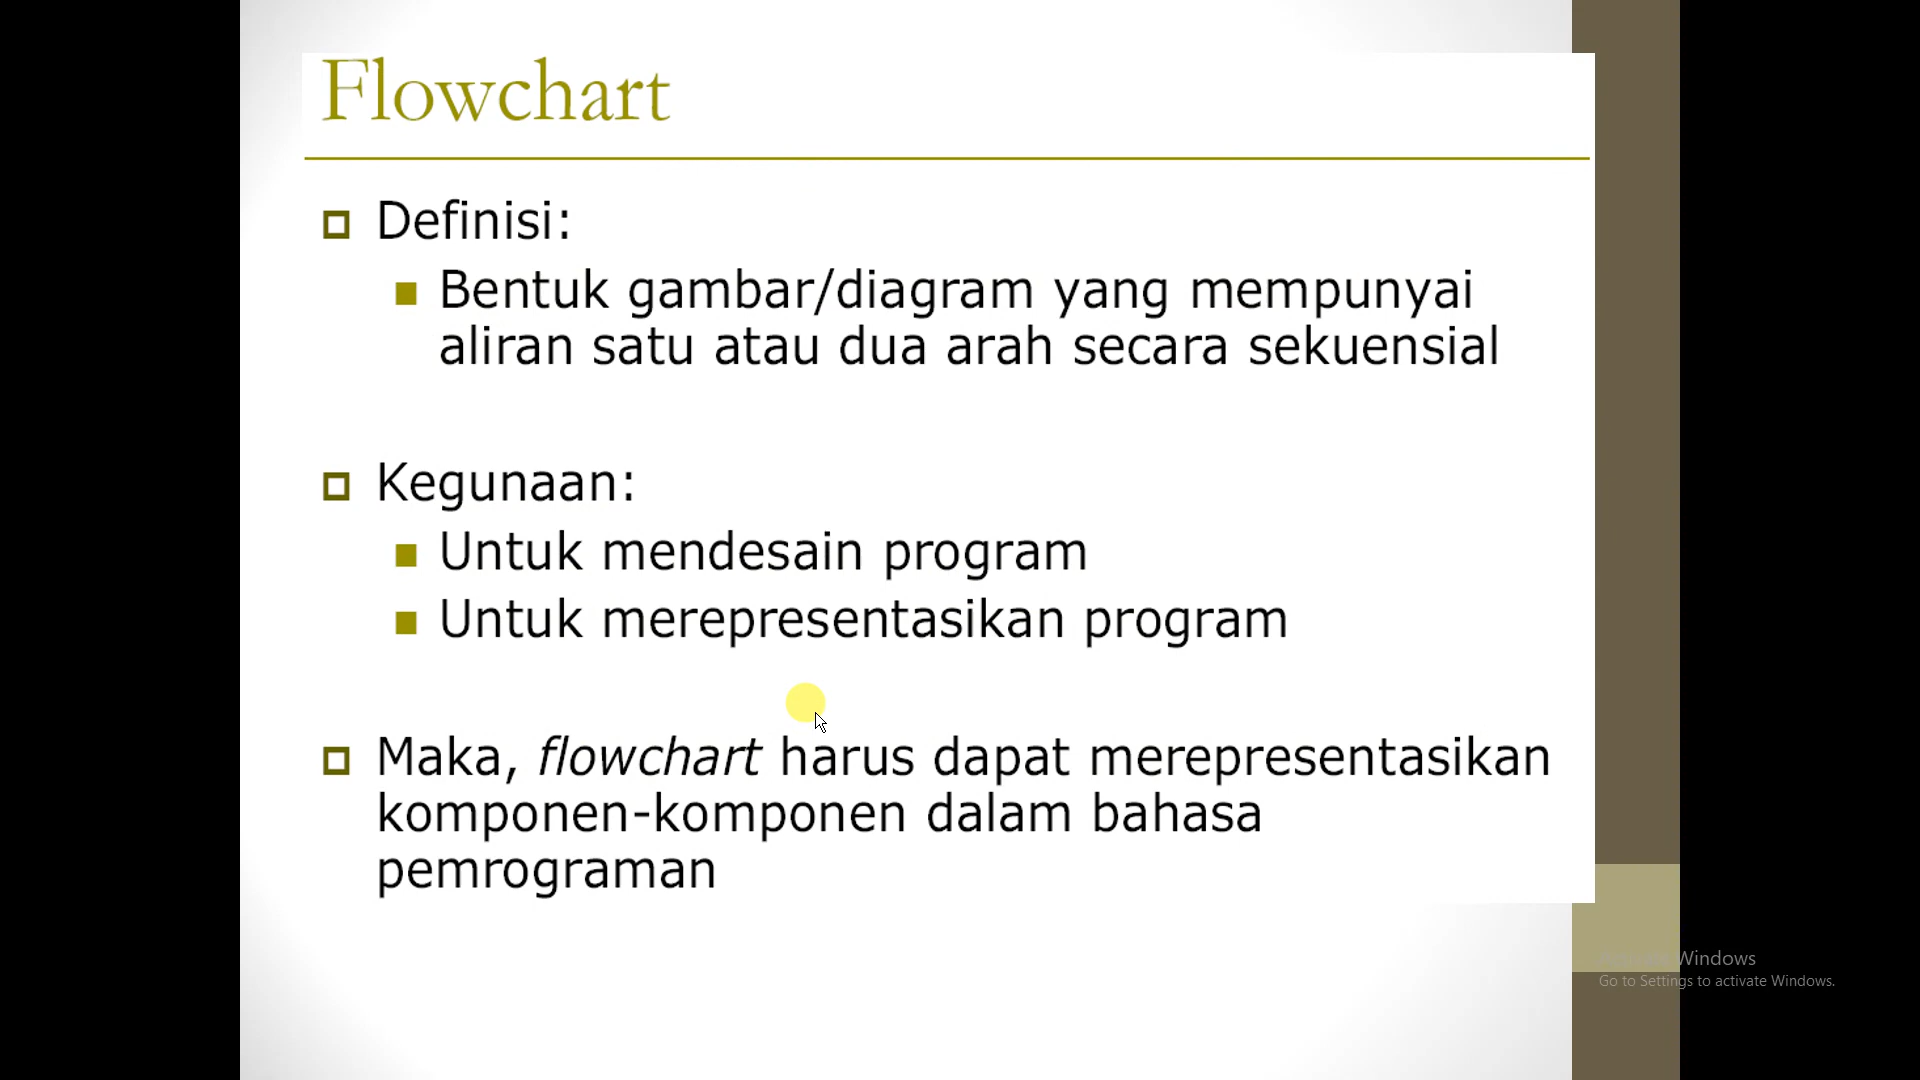 Flowchart
Definisi:
Bentuk gambar/diagram yang mempunyai
aliran satu atau dua arah secara sekuensial
Kegunaan:
Untuk mendesain program
Untuk merepresentasikan program
Maka, flowchart harus dapat merepresentasikan
komponen-komponen dalam bahasa
pemrograman
Windows
Go to Settings to activate Windows.